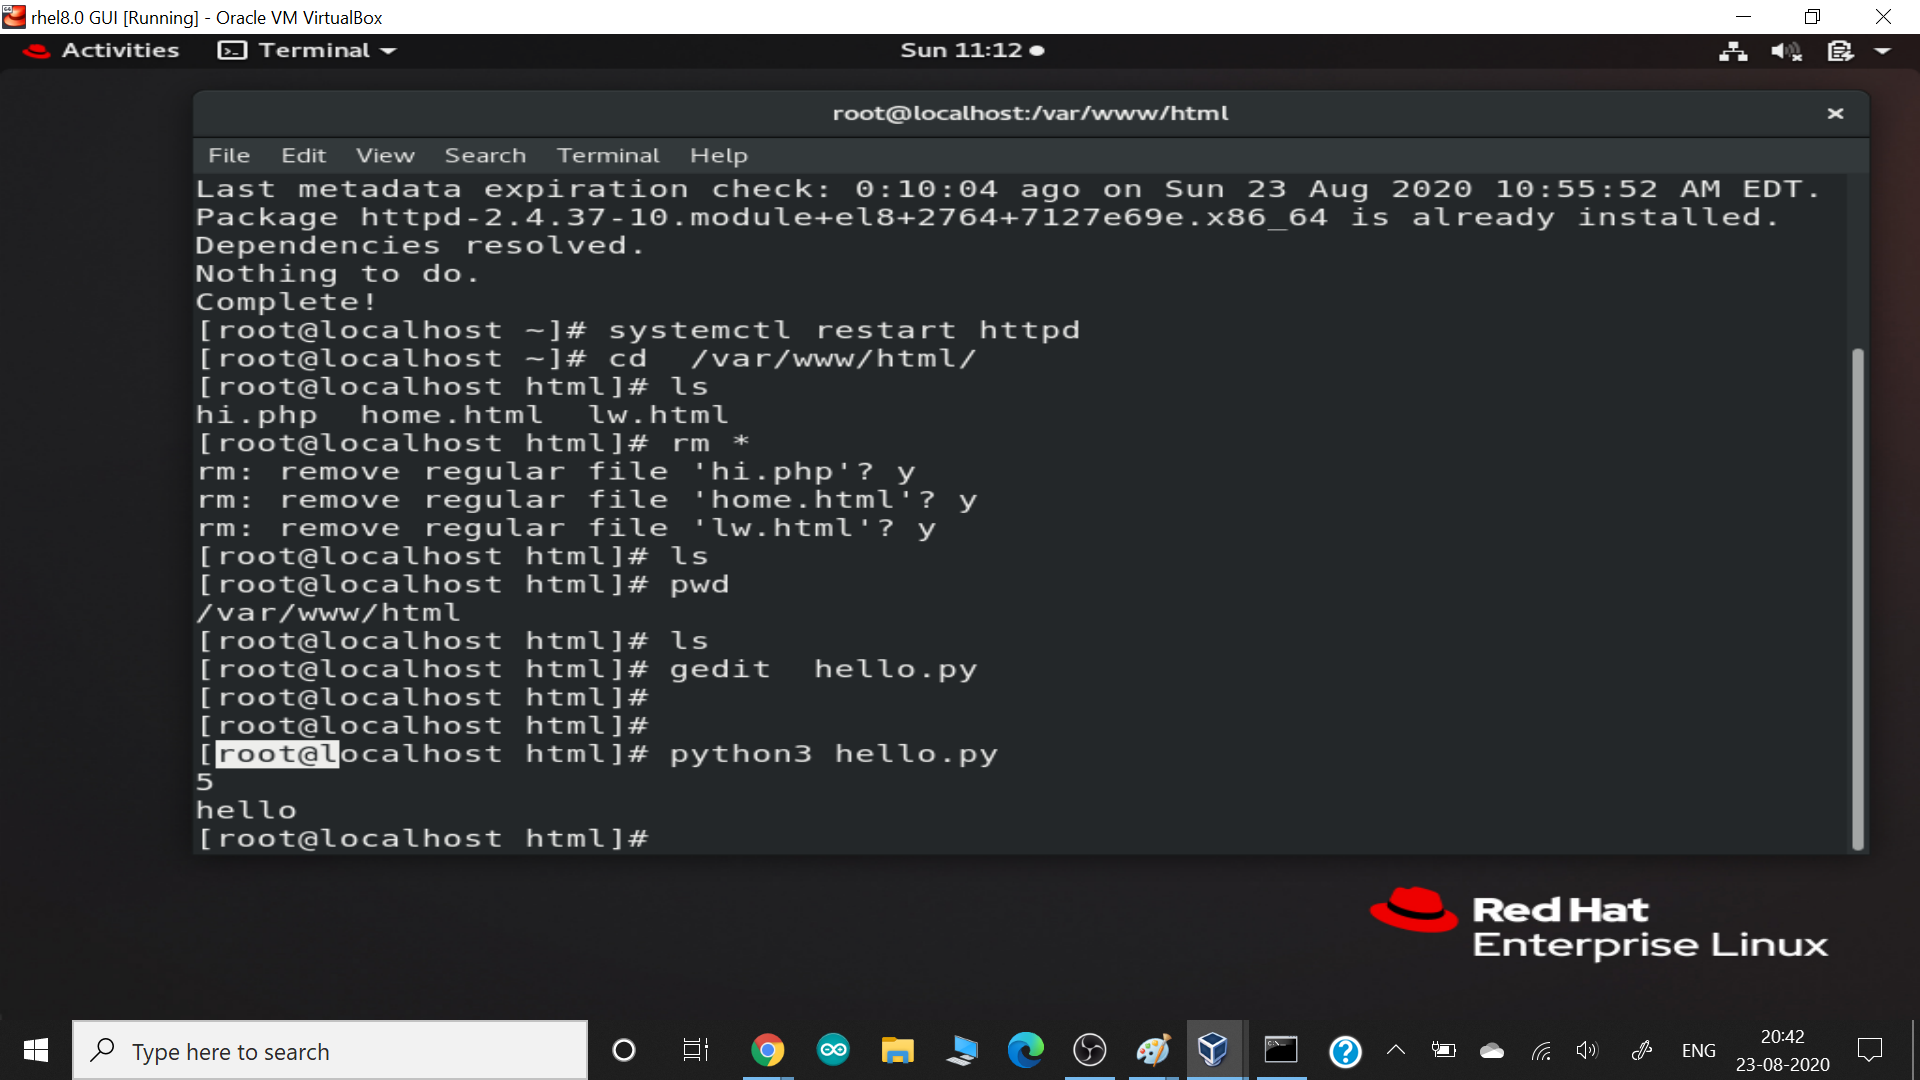 rhel8.0 GUI [Running] - Oracle VM VirtualBox
Activities Terminal Sun 11:12
root@localhost:/var/www/html
File Edit View Search Terminal Help
Last metadata expiration check: 0:10:04 ago on Sun 23 Aug 2020 10:55:52 AM EDT.
Package httpd-2.4.37-10.module+el8+2764+7127e69e.x86_64 is already installed.
Dependencies resolved.
Nothing to do.
Complete!
[root@localhost ~]# systemctl restart httpd
[root@localhost ~]# cd  /var/www/html/
[root@localhost html]# ls
hi.php  home.html  lw.html
[root@localhost html]# rm *
rm: remove regular file 'hi.php'? y
rm: remove regular file 'home.html'? y
rm: remove regular file 'lw.html'? y
[root@localhost html]# ls
[root@localhost html]# pwd
/var/www/html
[root@localhost html]# ls
[root@localhost html]# gedit  hello.py
[root@localhost html]#
[root@localhost html]#
[root@localhost html]# python3 hello.py
5
hello
[root@localhost html]#
Red Hat
Enterprise Linux
Type here to search
ENG
20:42
23-08-2020